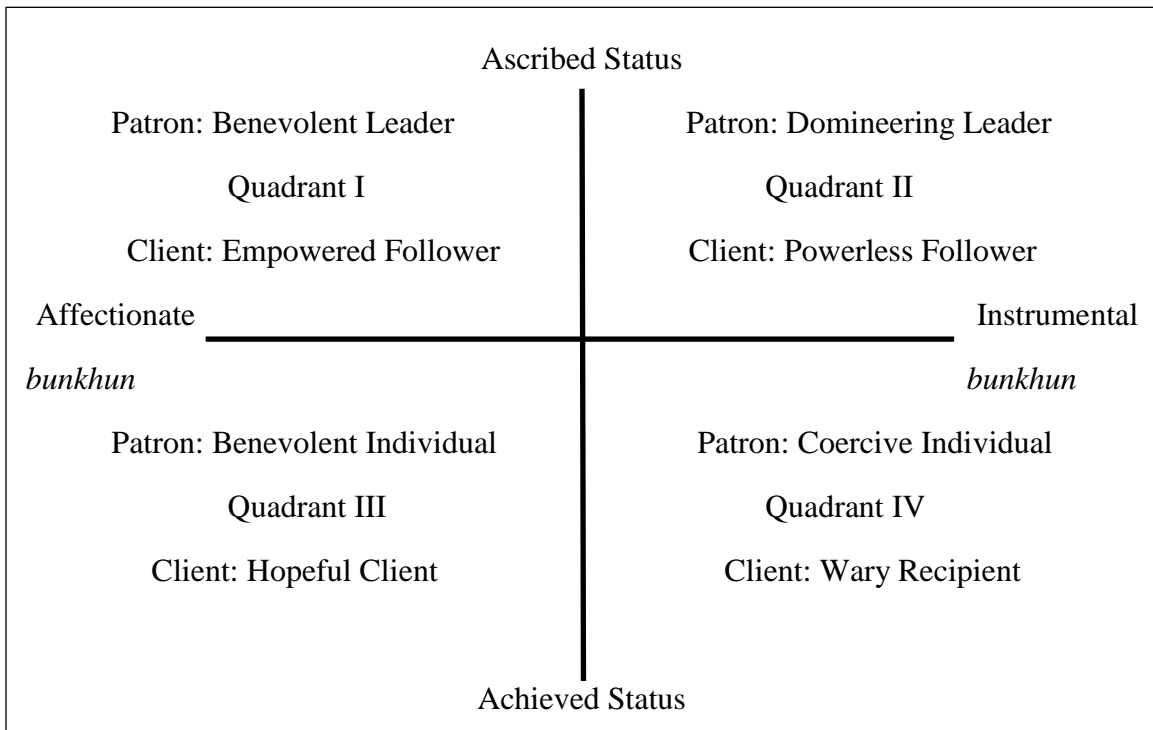 Ascribed Status
Patron: Benevolent Leader
Patron: Domineering Leader
Quadrant I
Quadrant II
Client: Empowered Follower
Client: Powerless Follower
Affectionate
Instrumental
bunkhun
bunkhun
Patron: Benevolent Individual
Patron: Coercive Individual
Quadrant III
Quadrant IV
Client: Hopeful Client
Client: Wary Recipient
Achieved Status